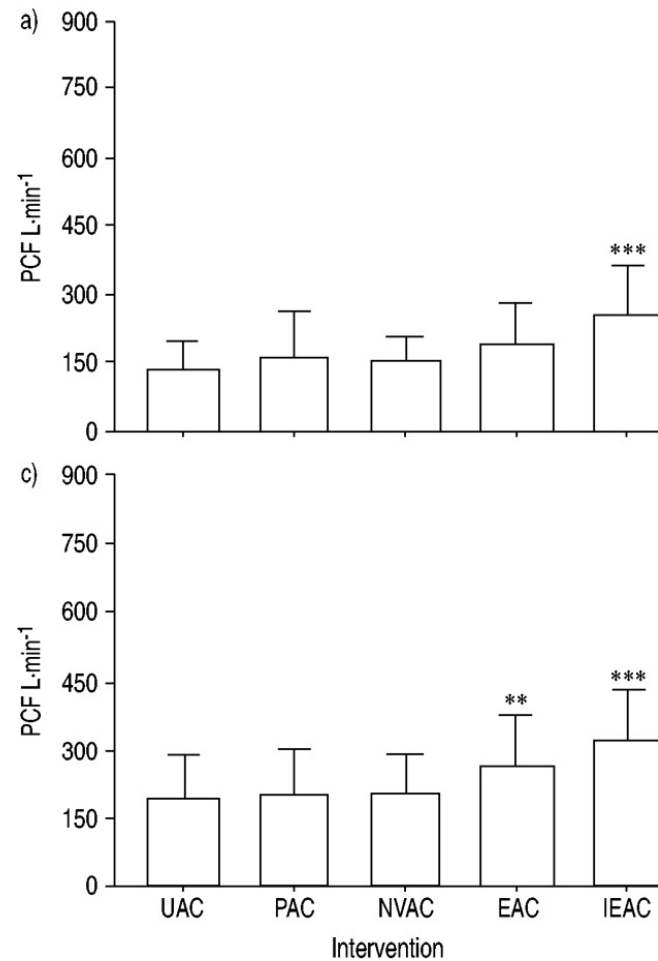 a)
900
750
600
450
300
150
0
PCF L·min⁻¹
***
c)
900
750
600
450
300
150
0
PCF L·min⁻¹
**
***
UAC PAC NVAC EAC IEAC
Intervention